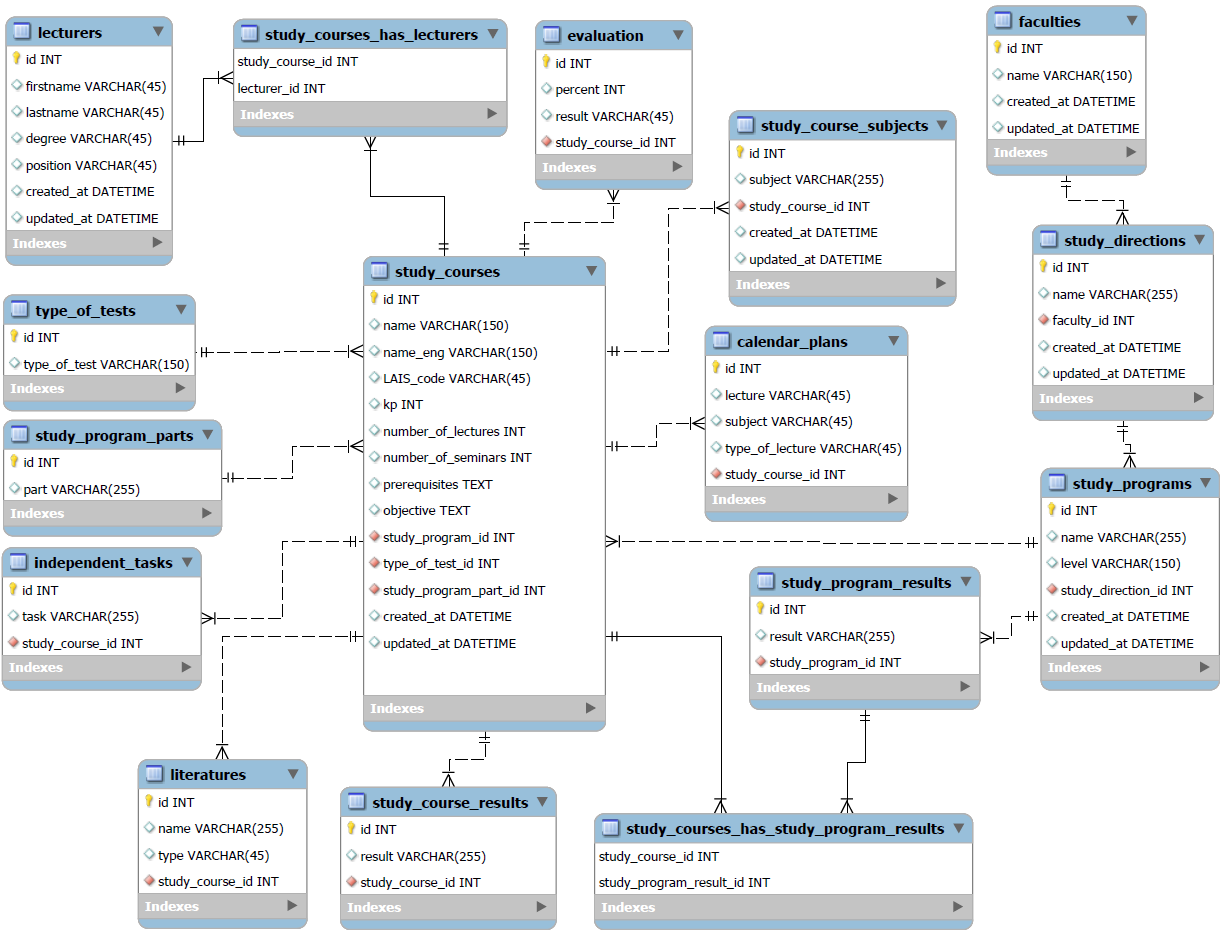 lecturers
id INT
firstname VARCHAR(45)
lastname VARCHAR(45)
degree VARCHAR(45)
position VARCHAR(45)
created_at DATETIME
updated_at DATETIME
Indexes
study_courses_has_lecturers
study_course_id INT
lecturer_id INT
Indexes
evaluation
id INT
percent INT
result VARCHAR(45)
study_course_id INT
Indexes
study_course_subjects
id INT
subject VARCHAR(255)
study_course_id INT
created_at DATETIME
updated_at DATETIME
Indexes
faculties
id INT
name VARCHAR(150)
created_at DATETIME
updated_at DATETIME
Indexes
study_directions
id INT
name VARCHAR(255)
faculty_id INT
created_at DATETIME
updated_at DATETIME
Indexes
type_of_tests
id INT
type_of_test VARCHAR(150)
Indexes
study_courses
id INT
name VARCHAR(150)
name_eng VARCHAR(150)
LAIS_code VARCHAR(45)
kp INT
number_of_lectures INT
number_of_seminars INT
prerequisites TEXT
objective TEXT
study_program_id INT
type_of_test_id INT
study_program_part_id INT
created_at DATETIME
updated_at DATETIME
Indexes
calendar_plans
id INT
lecture VARCHAR(45)
subject VARCHAR(45)
type_of_lecture VARCHAR(45)
study_course_id INT
Indexes
study_program_parts
id INT
part VARCHAR(255)
Indexes
study_programs
id INT
name VARCHAR(255)
level VARCHAR(150)
study_direction_id INT
created_at DATETIME
updated_at DATETIME
Indexes
independent_tasks
id INT
task VARCHAR(255)
study_course_id INT
Indexes
study_program_results
id INT
result VARCHAR(255)
study_program_id INT
Indexes
literatures
id INT
name VARCHAR(255)
type VARCHAR(45)
study_course_id INT
Indexes
study_course_results
id INT
result VARCHAR(255)
study_course_id INT
Indexes
study_courses_has_study_program_results
study_course_id INT
study_program_result_id INT
Indexes